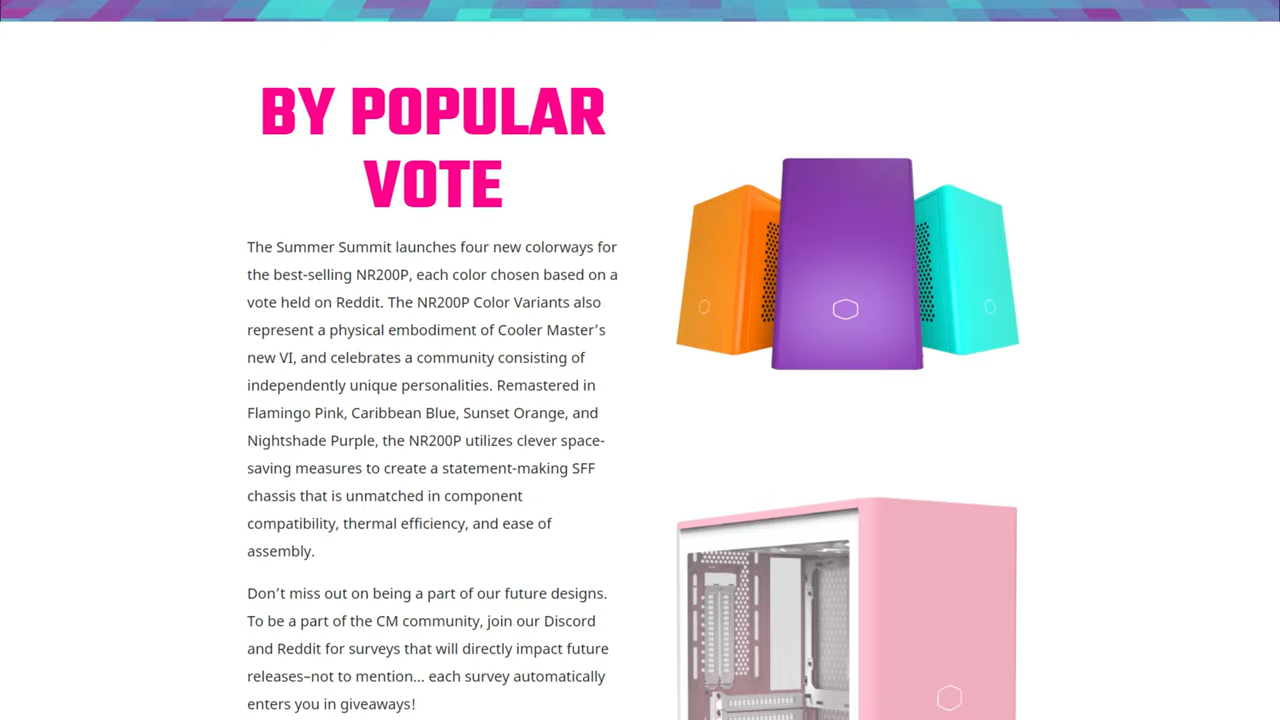 BY POPULAR
VOTE
The Summer Summit launches four new colorways for
the best-selling NR200P, each color chosen based on a
vote held on Reddit. The NR200P Color Variants also
represent a physical embodiment of Cooler Master’s
new VI, and celebrates a community consisting of
independently unique personalities. Remastered in
Flamingo Pink, Caribbean Blue, Sunset Orange, and
Nightshade Purple, the NR200P utilizes clever space-
saving measures to create a statement-making SFF
chassis that is unmatched in component
compatibility, thermal efficiency, and ease of
assembly.
Don’t miss out on being a part of our future designs.
To be a part of the CM community, join our Discord
and Reddit for surveys that will directly impact future
releases–not to mention... each survey automatically
enters you in giveaways!